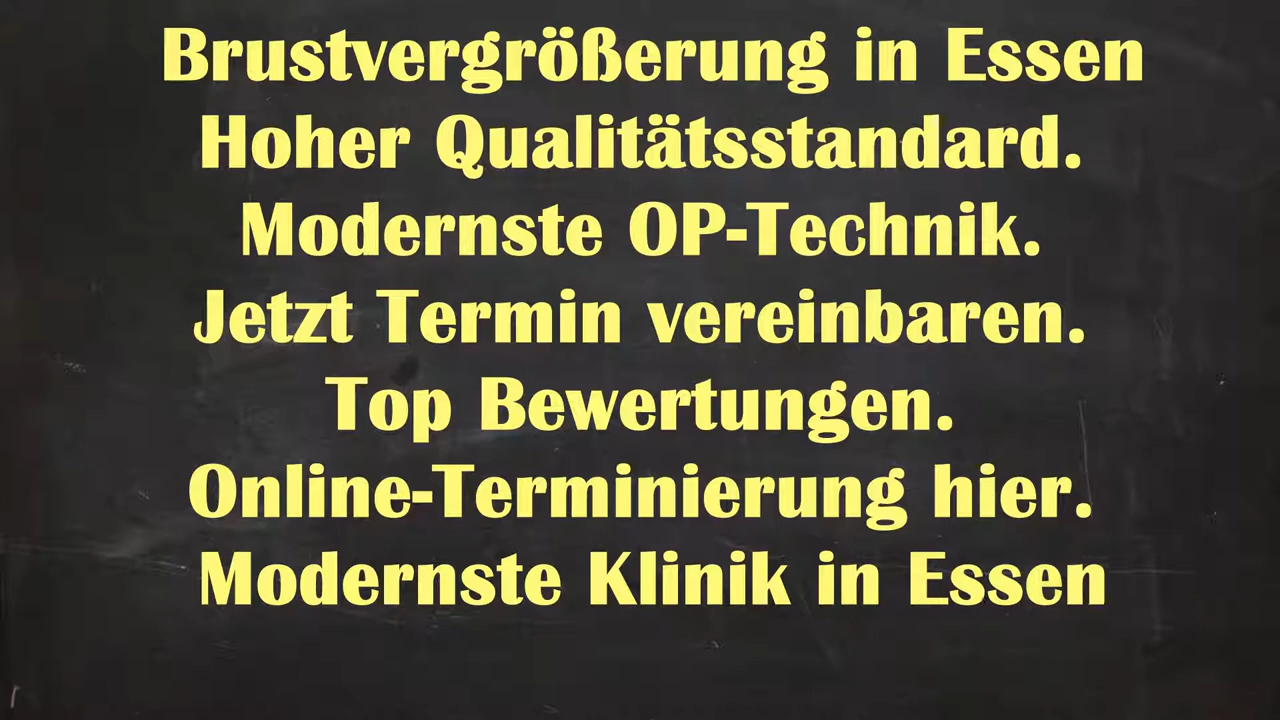 Brustvergrößerung in Essen
Hoher Qualitätsstandard.
Modernste OP-Technik.
Jetzt Termin vereinbaren.
Top Bewertungen.
Online-Terminierung hier.
Modernste Klinik in Essen